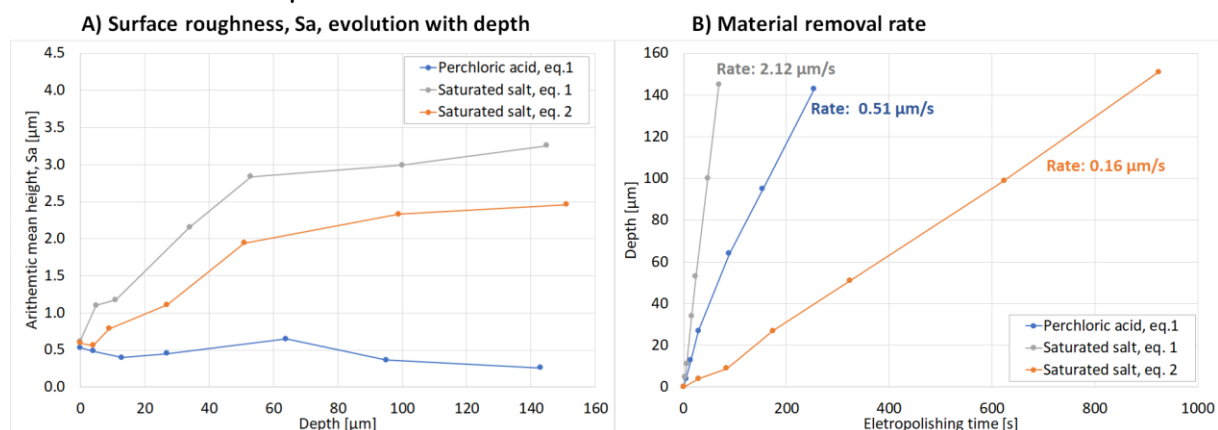 A) Surface roughness, Sa, evolution with depth
4.5
4.0
3.5
3.0
2.5
2.0
1.5
1.0
0.5
0.0
Arithemtic mean height, Sa [µm]
Perchloric acid, eq.1
Saturated salt, eq. 1
Saturated salt, eq. 2
0 20 40 60 80 100 120 140 160
Depth [µm]
B) Material removal rate
160
140
120
100
80
60
40
20
0
Depth [µm]
Rate: 2.12 µm/s
Rate: 0.51 µm/s
Rate: 0.16 µm/s
Perchloric acid, eq.1
Saturated salt, eq. 1
Saturated salt, eq. 2
0 200 400 600 800 1000
Eletropolishing time [s]